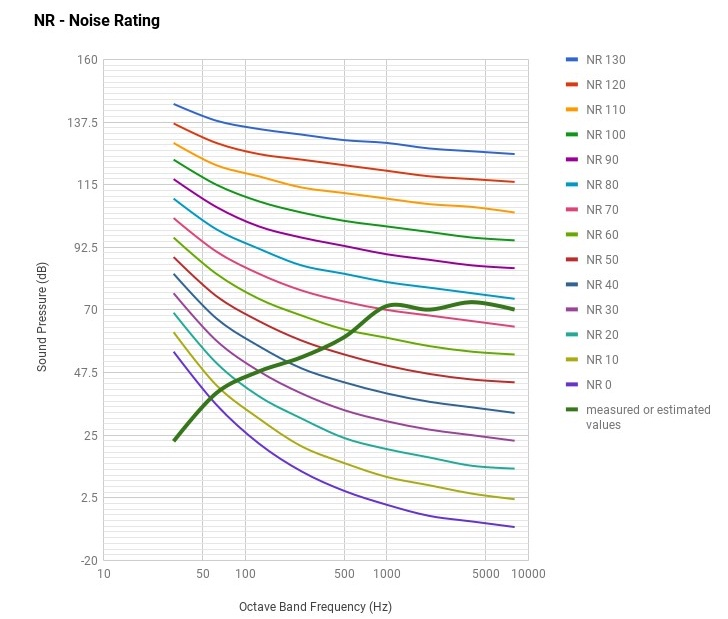 NR - Noise Rating
160
137.5
115
92.5
70
47.5
25
2.5
-20
Sound Pressure (dB)
10
50
100
500
1000
5000
10000
Octave Band Frequency (Hz)
NR 130
NR 120
NR 110
NR 100
NR 90
NR 80
NR 70
NR 60
NR 50
NR 40
NR 30
NR 20
NR 10
NR 0
measured or estimated
values